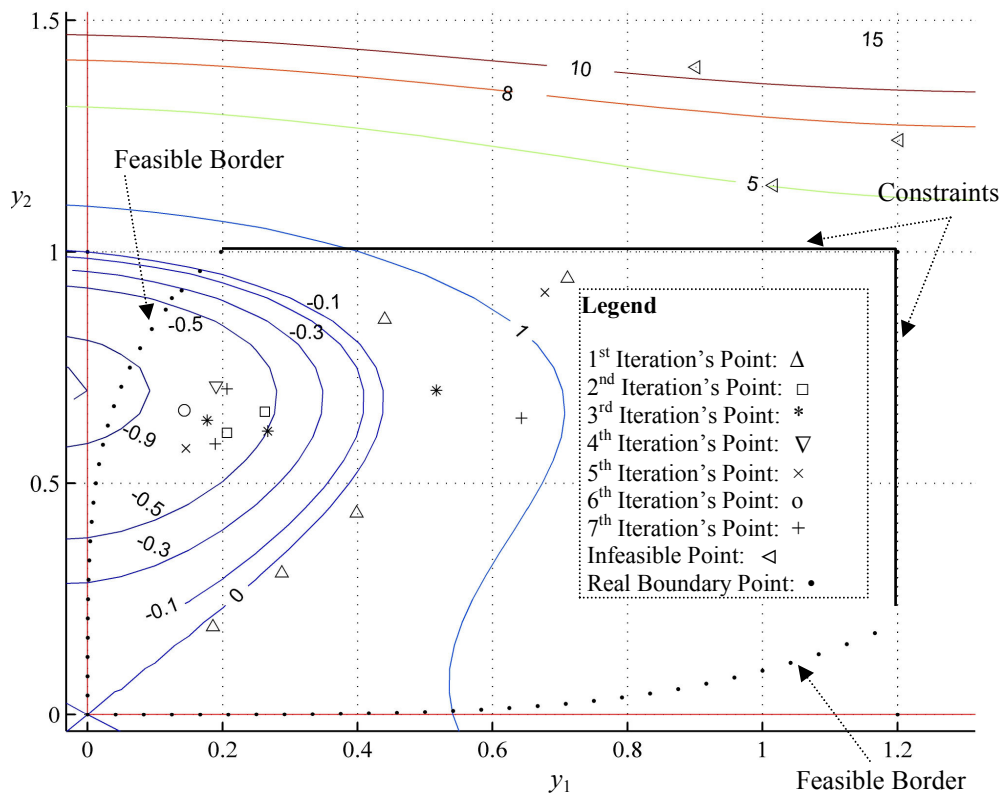 1.5
15
10
8
Feasible Border
5
y2
Constraints
1
-0.1
Legend
-0.5
-0.3
1
1st Iteration's Point: △
2nd Iteration's Point: □
3rd Iteration's Point: *
-0.9
4th Iteration's Point: ▽
5th Iteration's Point: ×
0.5
-0.5
6th Iteration's Point: o
7th Iteration's Point: +
-0.3
Infeasible Point: ◁
-0.1
0
Real Boundary Point: •
0
0
0.2
0.4
0.6
0.8
1
1.2
y1
Feasible Border